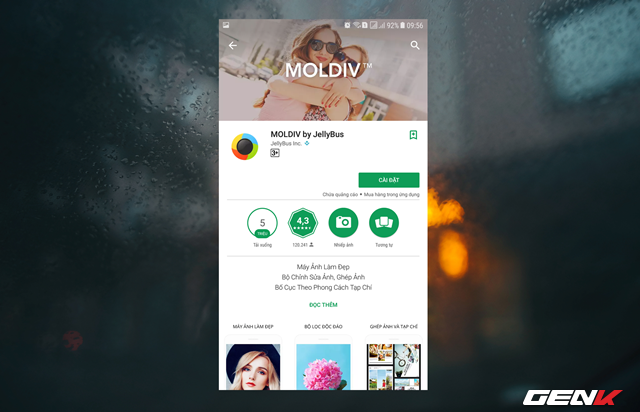 92% 09:56
MOLDIV™
MOLDIV by JellyBus
JellyBus Inc.
3+
CÀI ĐẶT
Chứa quảng cáo • Mua hàng trong ứng dụng
5
TRIỆU
4,3
Tải xuống
120.241
Nhiếp ảnh
Tương tự
Máy Ảnh Làm Đẹp
Bộ Chỉnh Sửa Ảnh, Ghép Ảnh
Bố Cục Theo Phong Cách Tạp Chí
ĐỌC THÊM
MÁY ẢNH LÀM ĐẸP
BỘ LỌC ĐỘC ĐÁO
GHÉP ẢNH VÀ TẠP CHÍ
GENK